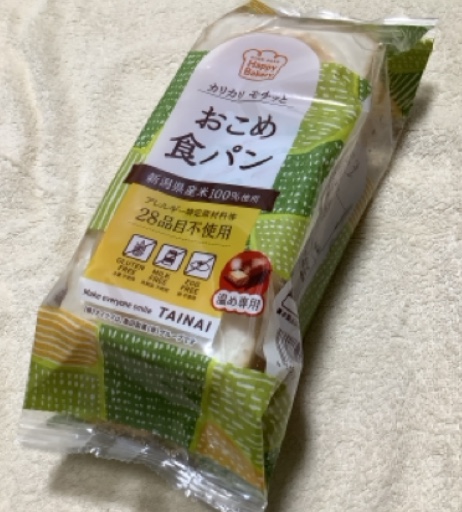 Happy
Bakery
カリカリ モチッと
おこめ
食パン
新潟県産米100%使用
アレルギー特定原材料等
28品目不使用
GLUTEN
FREE
MILK
FREE
EGG
FREE
温め専用
Make everyone smile TAINAI